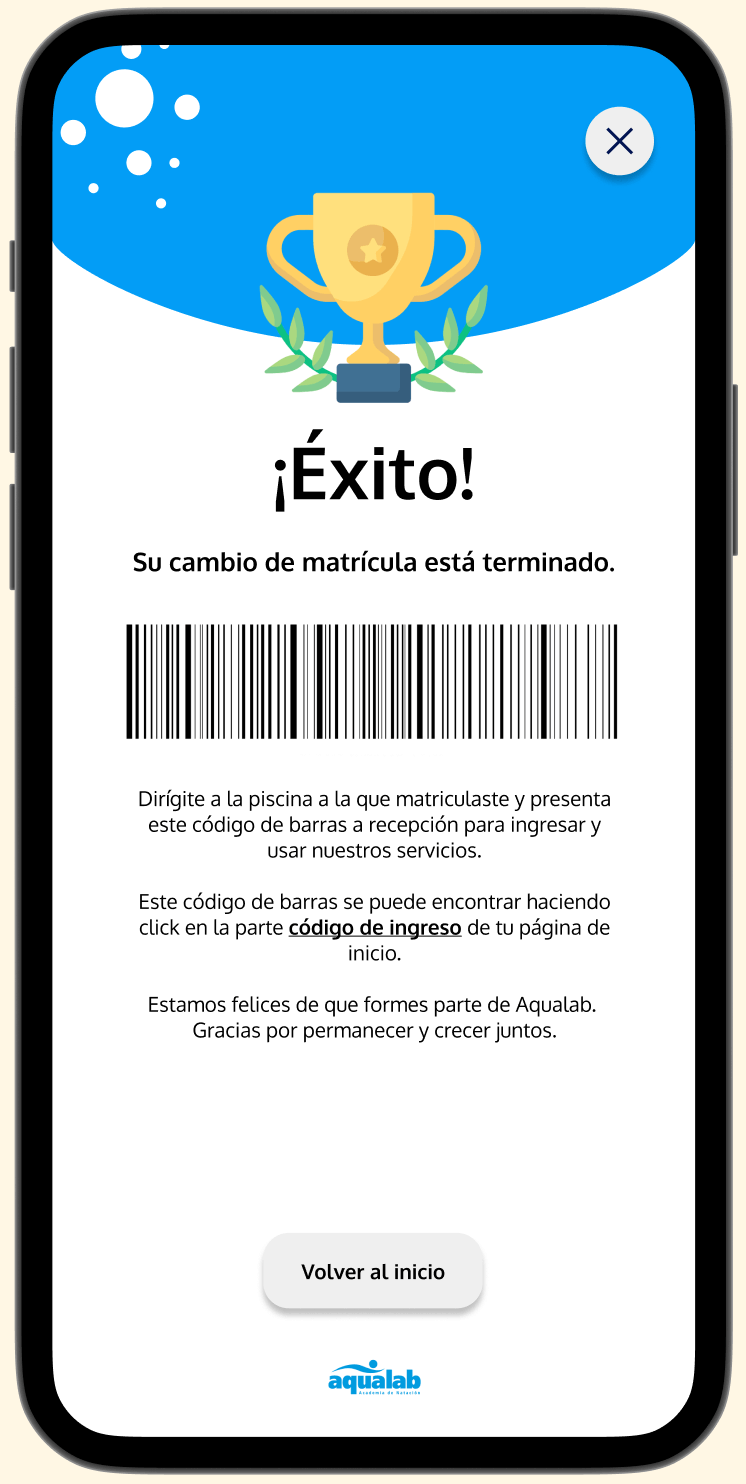 ¡Éxito!
Su cambio de matrícula está terminado.
Dirígite a la piscina a la que matriculaste y presenta
este código de barras a recepción para ingresar y
usar nuestros servicios.
Este código de barras se puede encontrar haciendo
click en la parte código de ingreso de tu página de
inicio.
Estamos felices de que formes parte de Aqualab.
Gracias por permanecer y crecer juntos.
Volver al inicio
aqualab
Academia de Natación